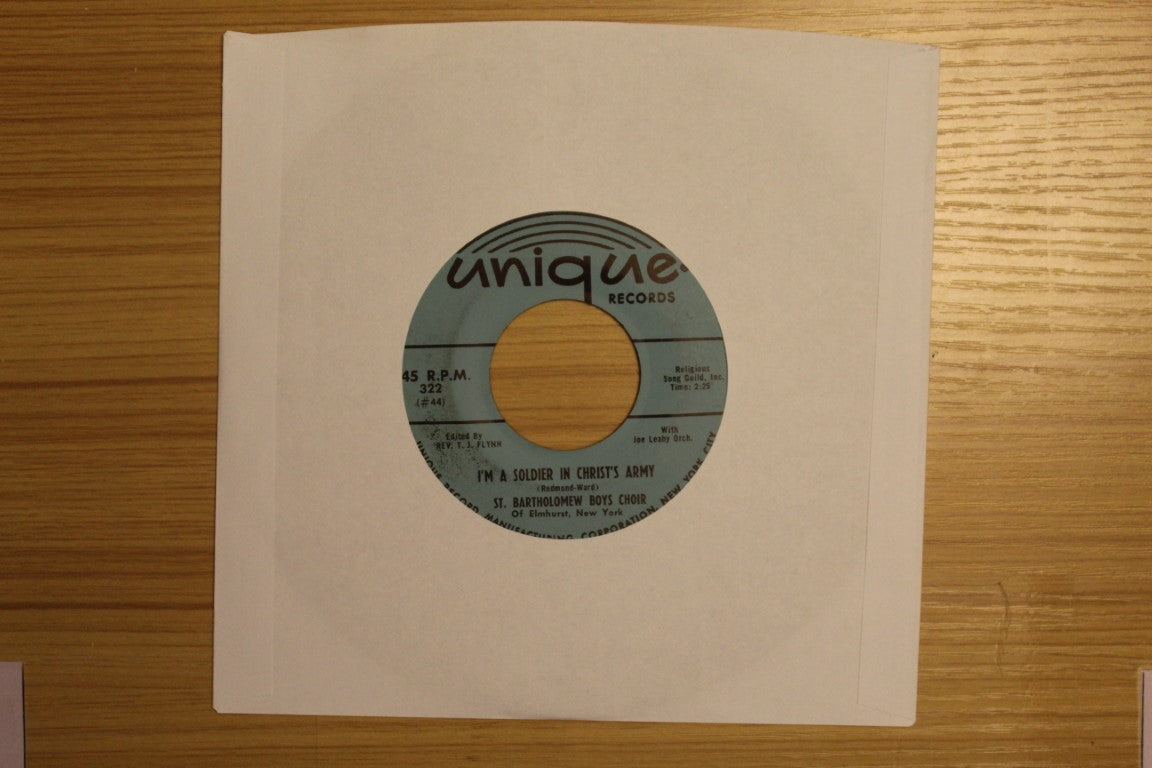 unique
RECORDS
45 R.P.M.
322
(#44)
Religious
Song Guild, Inc.
Time: 2:25
Edited By
REV. T. J. FLYNN
With
Joe Leahy Orch.
I'M A SOLDIER IN CHRIST'S ARMY
(Redmond-Ward)
ST. BARTHOLOMEW BOYS CHOIR
Of Elmhurst, New York
UNIQUE RECORD MANUFACTURING CORPORATION, NEW YORK CITY